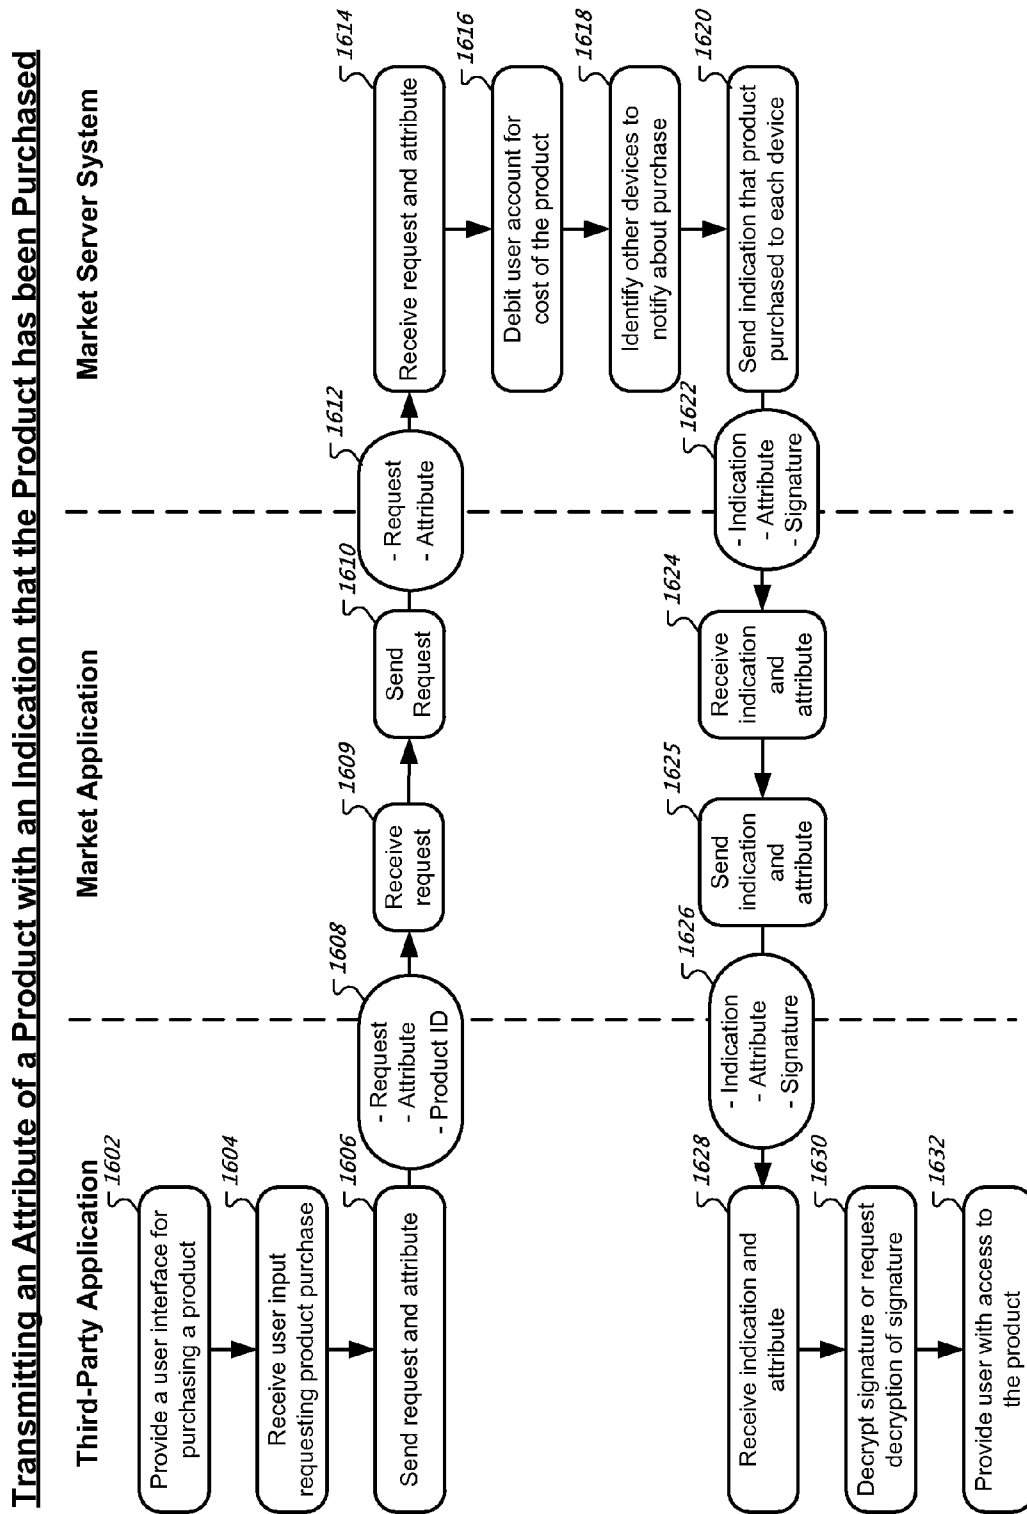 Transmitting an Attribute of a Product with an Indication that the Product has been Purchased
Third-Party Application
Market Application
Market Server System
1602
Provide a user interface for
purchasing a product
1604
Receive user input
requesting product purchase
1606
Send request and attribute
1608
- Request
- Attribute
- Product ID
1609
Receive
request
1610
Send
Request
1612
- Request
- Attribute
1614
Receive request and attribute
1616
Debit user account for
cost of the product
1618
Identify other devices to
notify about purchase
1620
Send indication that product
purchased to each device
1622
- Indication
- Attribute
- Signature
1624
Receive
indication
and
attribute
1625
Send
indication
and
attribute
1626
- Indication
- Attribute
- Signature
1628
Receive indication and
attribute
1630
Decrypt signature or request
decryption of signature
1632
Provide user with access to
the product